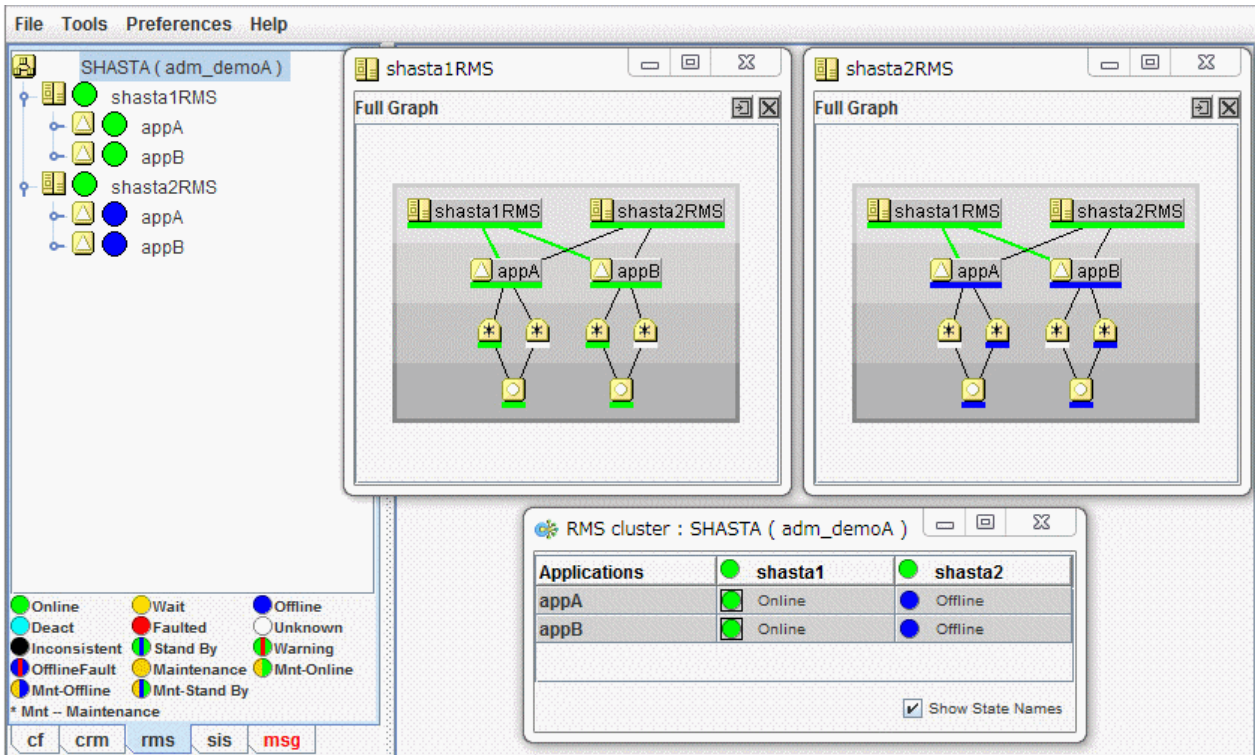 File Tools Preferences Help
SHASTA ( adm_demoA )
shasta1RMS
appA
appB
shasta2RMS
appA
appB
Online Wait Offline
Deact Faulted Unknown
Inconsistent Stand By Warning
OfflineFault Maintenance Mnt-Online
Mnt-Offline Mnt-Stand By
* Mnt -- Maintenance
cf crm rms sis msg
shasta1RMS
Full Graph
shasta1RMS shasta2RMS
appA appB
shasta2RMS
Full Graph
shasta1RMS shasta2RMS
appA appB
RMS cluster : SHASTA ( adm_demoA )
Applications shasta1 shasta2
appA Online Offline
appB Online Offline
Show State Names